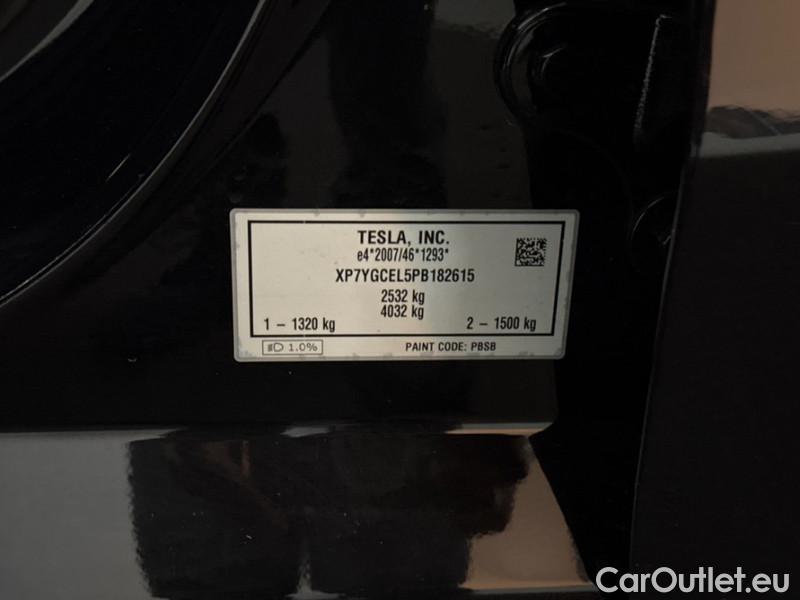 TESLA, INC.
e4*2007/46*1293*
XP7YGCEL5PB182615
2532 kg
4032 kg
1 – 1320 kg 2 – 1500 kg
1.0% PAINT CODE: PBSB
CarOutlet.eu